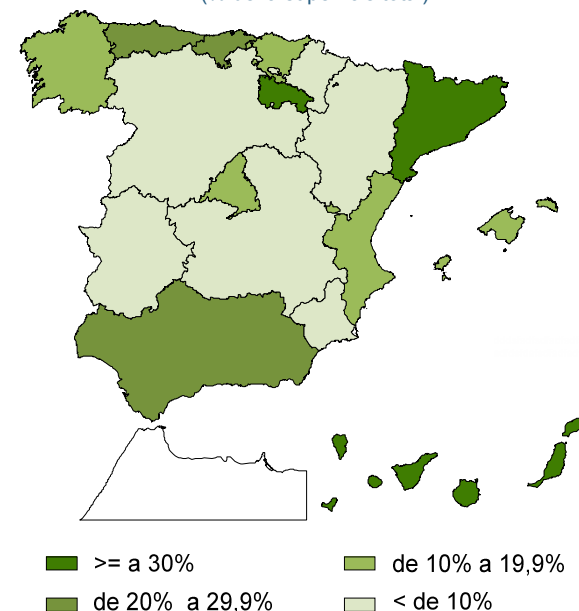 >= a 30%
de 10% a 19,9%
de 20% a 29,9%
< de 10%